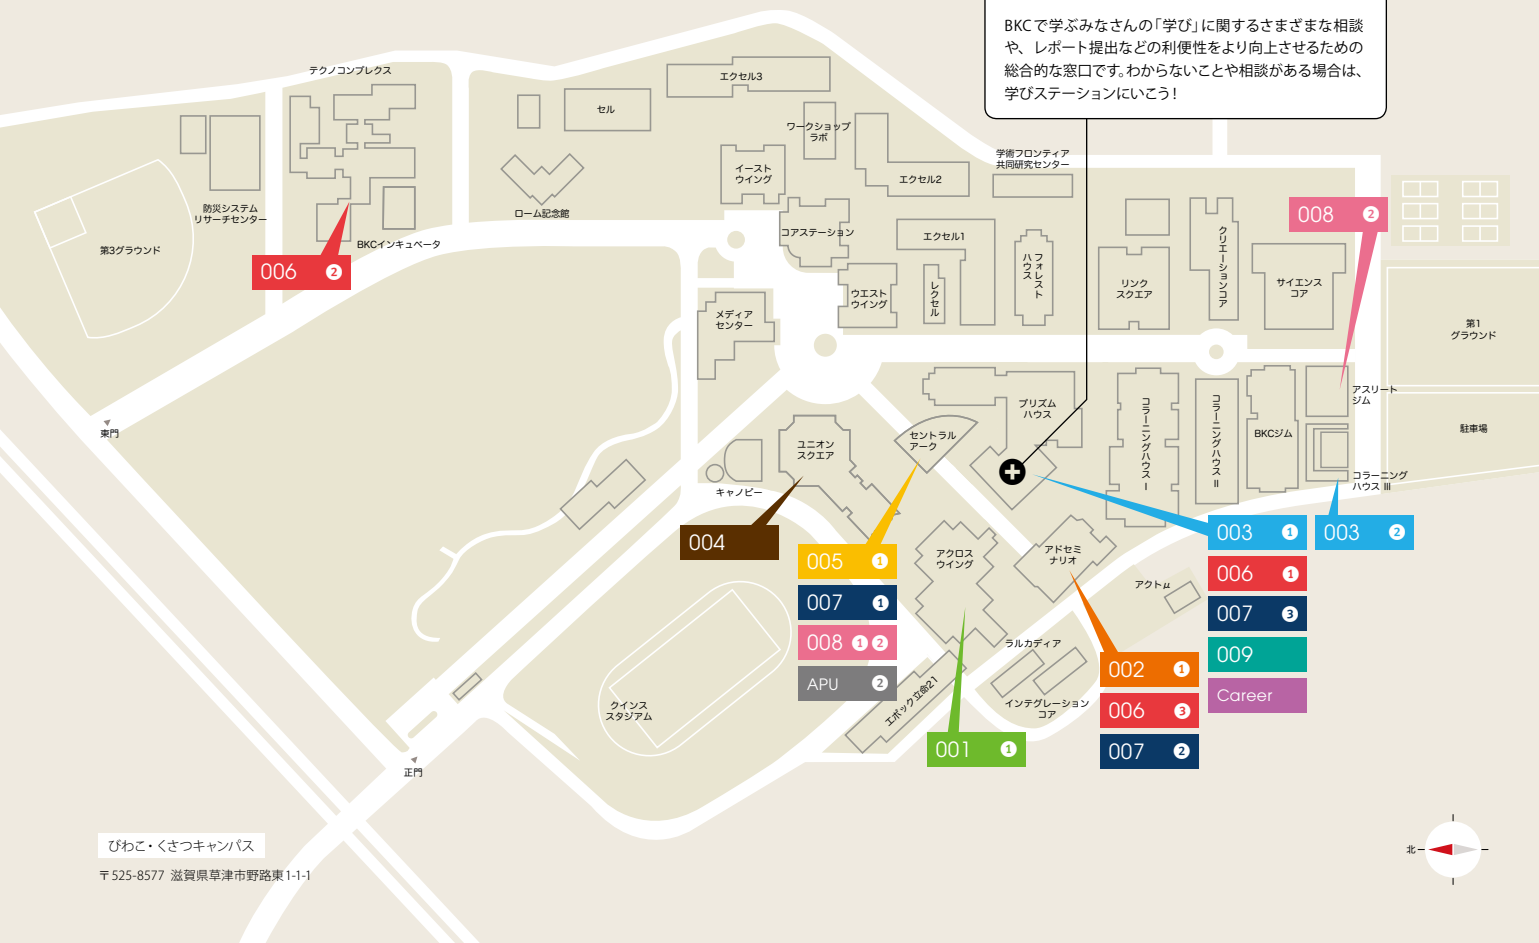 BKCで学ぶみなさんの「学び」に関するさまざまな相談
や、レポート提出などの利便性をより向上させるための
総合的な窓口です。わからないことや相談がある場合は、
学びステーションにいこう!
テクノコンプレクス
エクセル3
セル
ワークショップ
ラボ
学術フロンティア
共同研究センター
イースト
ウイング
エクセル2
防災システム
リサーチセンター
ローム記念館
008 2
コアステーション
エクセル1
BKCインキュベータ
第3グラウンド
006 2
フォレスト
ハウス
クリエーションコア
リンク
スクエア
サイエンス
コア
ウエスト
ウイング
レクセル
メディア
センター
第1
グラウンド
アスリート
ジム
プリズム
ハウス
コラーニングハウス I
コラーニングハウス II
BKCジム
駐車場
東門
セントラル
アーク
ユニオン
スクエア
キャノピー
コラーニング
ハウス III
004
003 1
003 2
005 1
アクロス
ウイング
アドセミ
ナリオ
006 1
アクトμ
007 1
007 3
008 1 2
ラルカディア
009
002 1
APU 2
エポック立命21
Career
インテグレーション
コア
006 3
クインス
スタジアム
001 1
007 2
正門
びわこ・くさつキャンパス
〒525-8577 滋賀県草津市野路東1-1-1
北